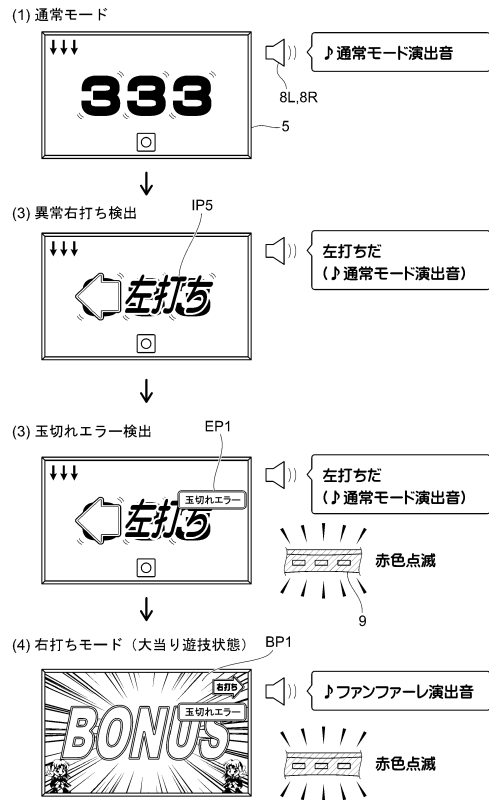 (1) 通常モード
↓↓↓
333
♪通常モード演出音
8L,8R
5
(3) 異常右打ち検出
IP5
↓↓↓
左打ち
左打ちだ
(♪通常モード演出音)
(3) 玉切れエラー検出
EP1
↓↓↓
左打ち
玉切れエラー
左打ちだ
(♪通常モード演出音)
赤色点滅
9
(4) 右打ちモード（大当り遊技状態）
BP1
右打ち
玉切れエラー
BONUS
♪ファンファーレ演出音
赤色点滅